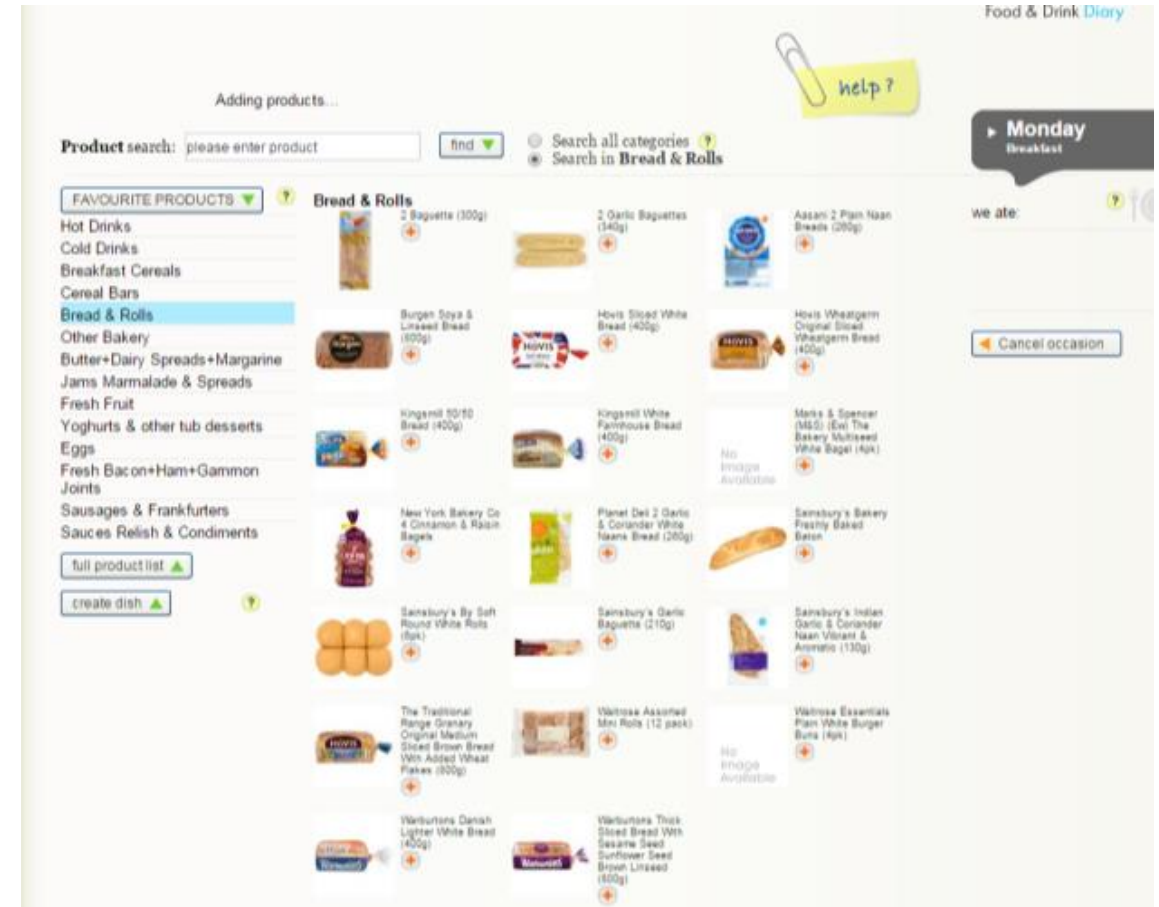 Food & Drink Diary
help?
Adding products...
Product search:
please enter product
find
Search all categories ?
Search in Bread & Rolls
Monday
Breakfast
we ate:
?
Cancel occasion
FAVOURITE PRODUCTS
?
Hot Drinks
Cold Drinks
Breakfast Cereals
Cereal Bars
Bread & Rolls
Other Bakery
Butter+Dairy Spreads+Margarine
Jams Marmalade & Spreads
Fresh Fruit
Yoghurts & other tub desserts
Eggs
Fresh Bacon+Ham+Gammon
Joints
Sausages & Frankfurters
Sauces Relish & Condiments
full product list
create dish
?
Bread & Rolls
2 Baguette (300g)
2 Garlic Baguettes
(340g)
Aasani 2 Plain Naan
Breads (260g)
Burgen Soya &
Linseed Bread
(800g)
HOVIS
Hovis Sliced White
Bread (400g)
HOVIS
Hovis Wheatgerm
Original Sliced
Wheatgerm Bread
(400g)
Kingsmill 50/50
Bread (400g)
Kingsmill White
Farmhouse Bread
(400g)
No
Image
Available
Marks & Spencer
(M&S) (Ew) The
Bakery Multiseed
White Bagel (4pk)
New York Bakery Co
4 Cinnamon & Raisin
Bagels
Planet Deli 2 Garlic
& Coriander White
Naans Bread (260g)
Sainsbury's Bakery
Freshly Baked
Baton
Sainsbury's By Soft
Round White Rolls
(6pk)
Sainsbury's Garlic
Baguette (210g)
Sainsbury's Indian
Garlic & Coriander
Naan Vibrant &
Aromatic (130g)
HOVIS
The Traditional
Range Granary
Original Medium
Sliced Brown Bread
With Added Wheat
Flakes (800g)
Waitrose Assorted
Mini Rolls (12 pack)
No
Image
Available
Waitrose Essentials
Plain White Burger
Buns (4pk)
Warburtons
Warburtons Danish
Lighter White Bread
(400g)
Warburtons
Warburtons Thick
Sliced Bread With
Sesame Seed
Sunflower Seed
Brown Linseed
(800g)